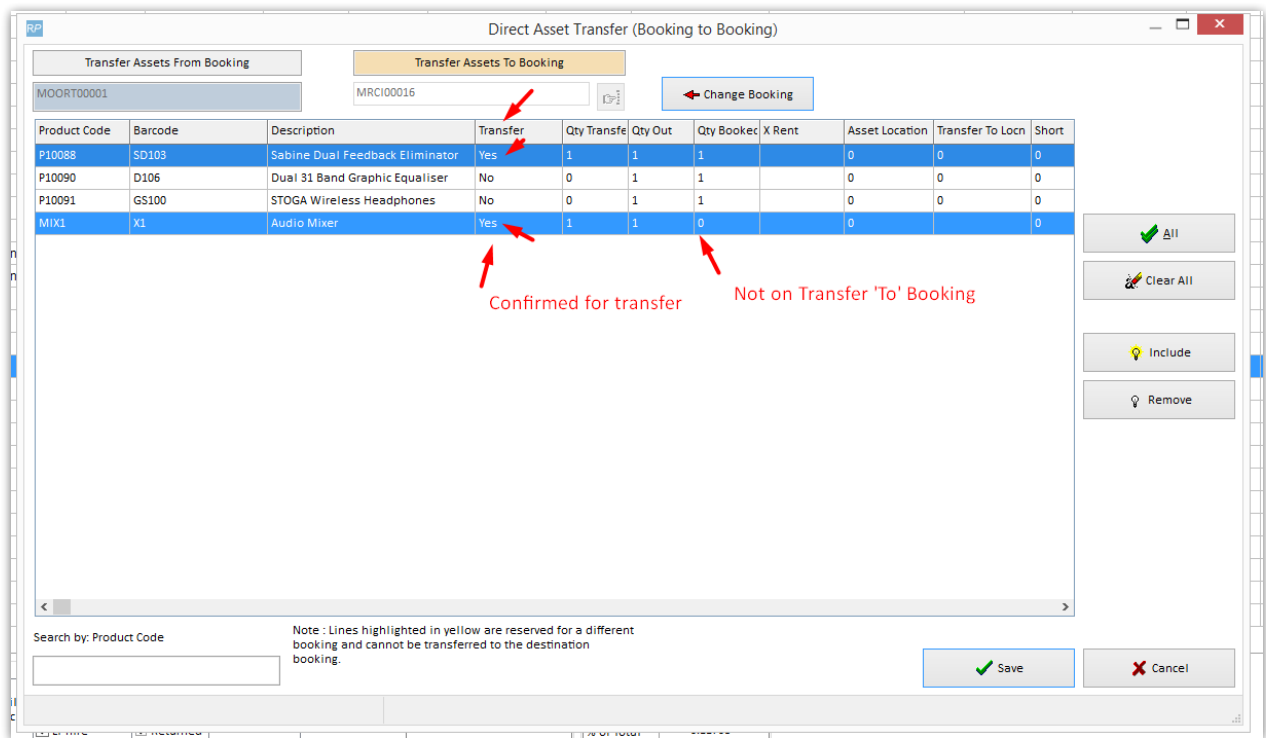 RP Direct Asset Transfer (Booking to Booking)
Transfer Assets From Booking Transfer Assets To Booking
MOORT00001 MRCI00016 Change Booking
Product Code Barcode Description Transfer Qty Transfe Qty Out Qty Booked X Rent Asset Location Transfer To Locn Short
P10088 SD103 Sabine Dual Feedback Eliminator Yes 1 1 1 0 0 0
P10090 D106 Dual 31 Band Graphic Equaliser No 0 1 1 0 0 0
P10091 GS100 STOGA Wireless Headphones No 0 1 1 0 0 0
MIX1 X1 Audio Mixer Yes 1 1 0 0 0
All
Clear All
Confirmed for transfer Not on Transfer 'To' Booking
Include
Remove
Search by: Product Code
Note : Lines highlighted in yellow are reserved for a different
booking and cannot be transferred to the destination
booking.
Save Cancel